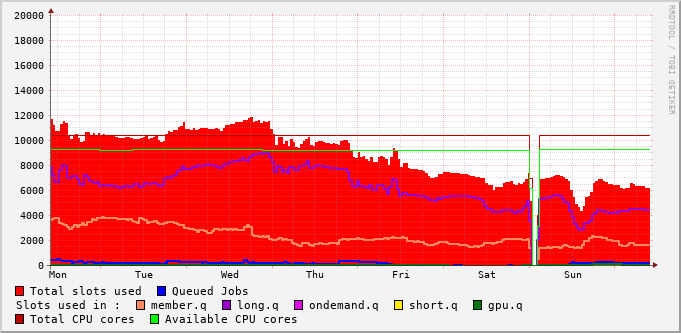 20000
18000
16000
14000
12000
10000
8000
6000
4000
2000
0
Mon Tue Wed Thu Fri Sat Sun
Total slots used Queued Jobs
Slots used in : member.q long.q ondemand.q short.q gpu.q
Total CPU cores Available CPU cores
RRDTOOL / TOBI OETIKER